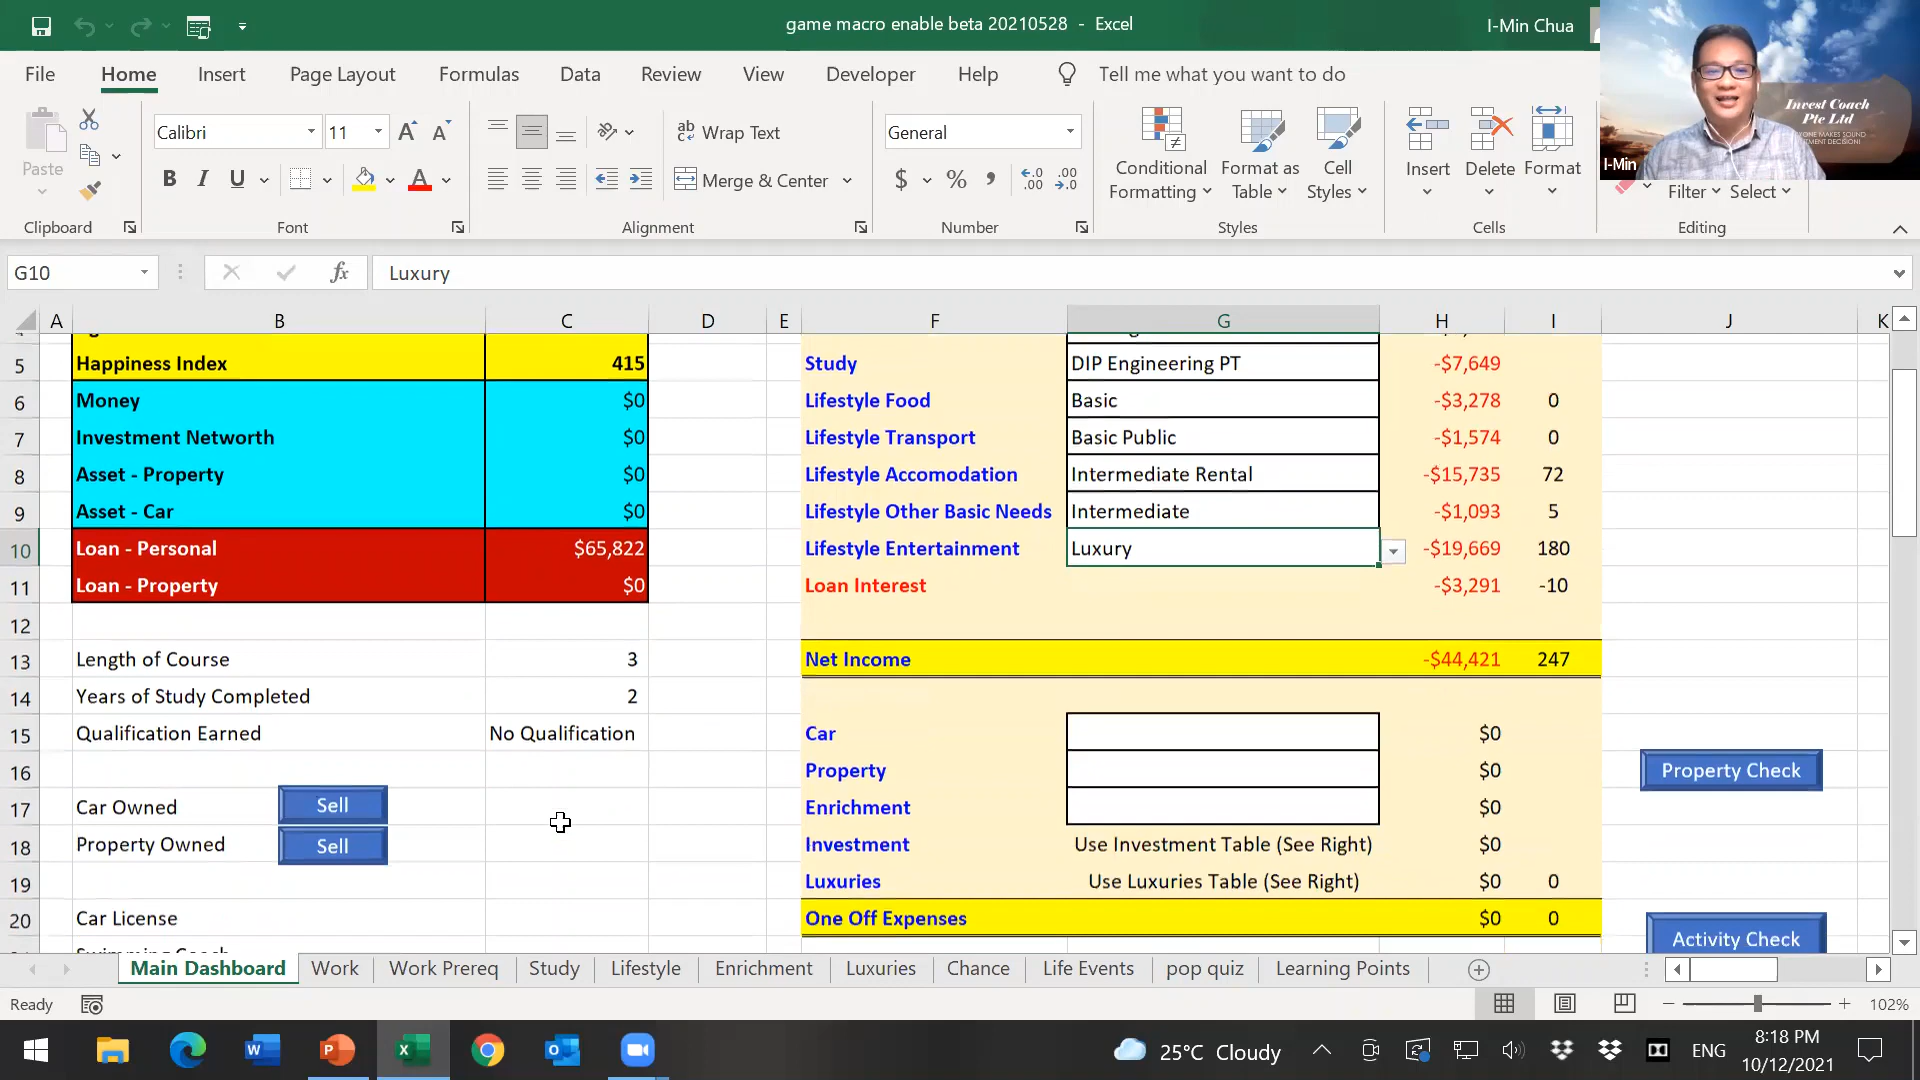 game macro enable beta 20210528 - Excel
I-Min Chua
File Home Insert Page Layout Formulas Data Review View Developer Help Tell me what you want to do
Invest Coach
Pte Ltd
I-Min
Calibri 11
Wrap Text
General
Paste
B I U
Merge & Center
$ % 9
Conditional
Formatting
Format as
Table
Cell
Styles
Insert Delete Format
Filter Select
Clipboard Font Alignment Number Styles Cells Editing
G10 fx Luxury
A B C D E F G H I J K
5 Happiness Index 415 Study DIP Engineering PT -$7,649
6 Money $0 Lifestyle Food Basic -$3,278 0
7 Investment Networth $0 Lifestyle Transport Basic Public -$1,574 0
8 Asset - Property $0 Lifestyle Accomodation Intermediate Rental -$15,735 72
9 Asset - Car $0 Lifestyle Other Basic Needs Intermediate -$1,093 5
10 Loan - Personal $65,822 Lifestyle Entertainment Luxury -$19,669 180
11 Loan - Property $0 Loan Interest -$3,291 -10
12
13 Length of Course 3 Net Income -$44,421 247
14 Years of Study Completed 2
15 Qualification Earned No Qualification Car $0
16 Property $0 Property Check
17 Car Owned Sell Enrichment $0
18 Property Owned Sell Investment Use Investment Table (See Right) $0
19 Luxuries Use Luxuries Table (See Right) $0 0
20 Car License One Off Expenses $0 0
Activity Check
Main Dashboard Work Work Prereq Study Lifestyle Enrichment Luxuries Chance Life Events pop quiz Learning Points
Ready
102%
25°C Cloudy
ENG
8:18 PM
10/12/2021